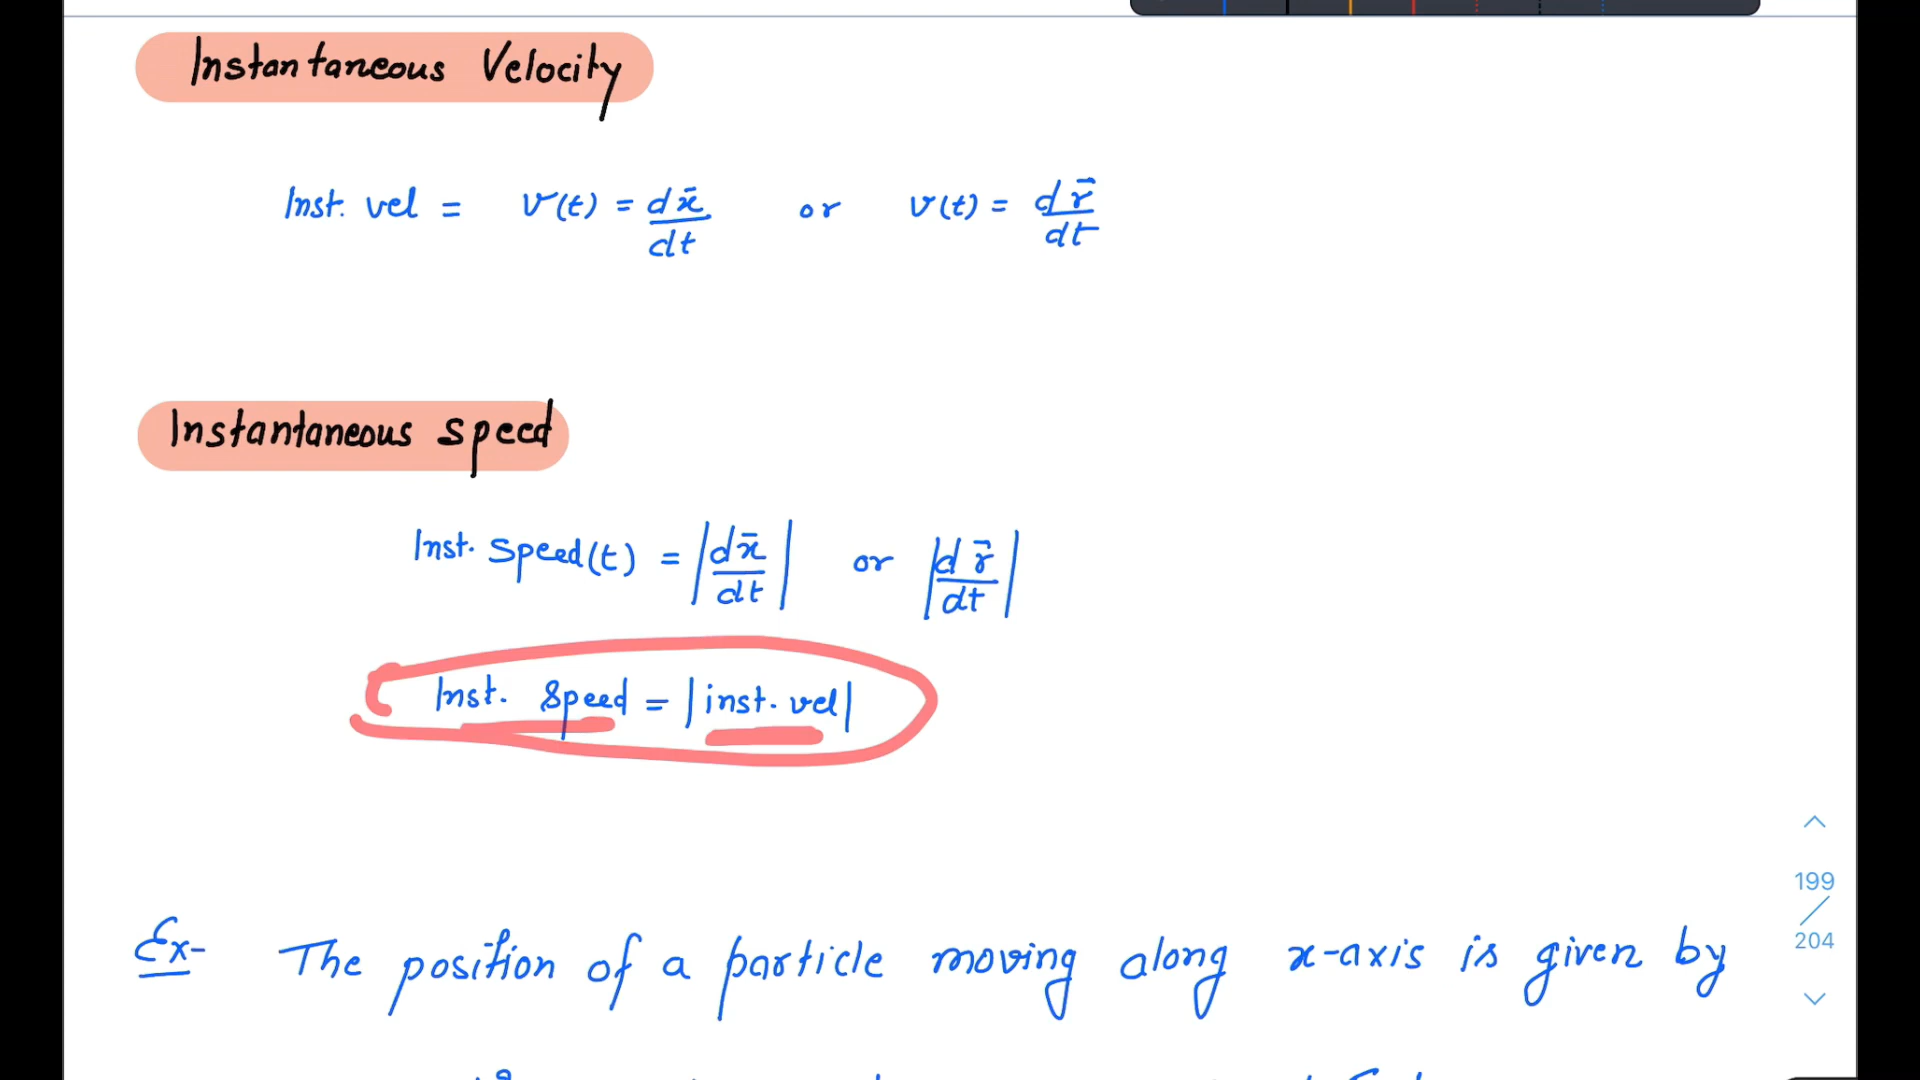 Instantaneous Velocity
Inst. vel = v(t) = dx̄/dt or v(t) = dr̄/dt
Instantaneous speed
Inst. Speed(t) = |dx̄/dt| or |dr̄/dt|
Inst. Speed = |inst. vel|
199
/
204
Ex- The position of a particle moving along x-axis is given by